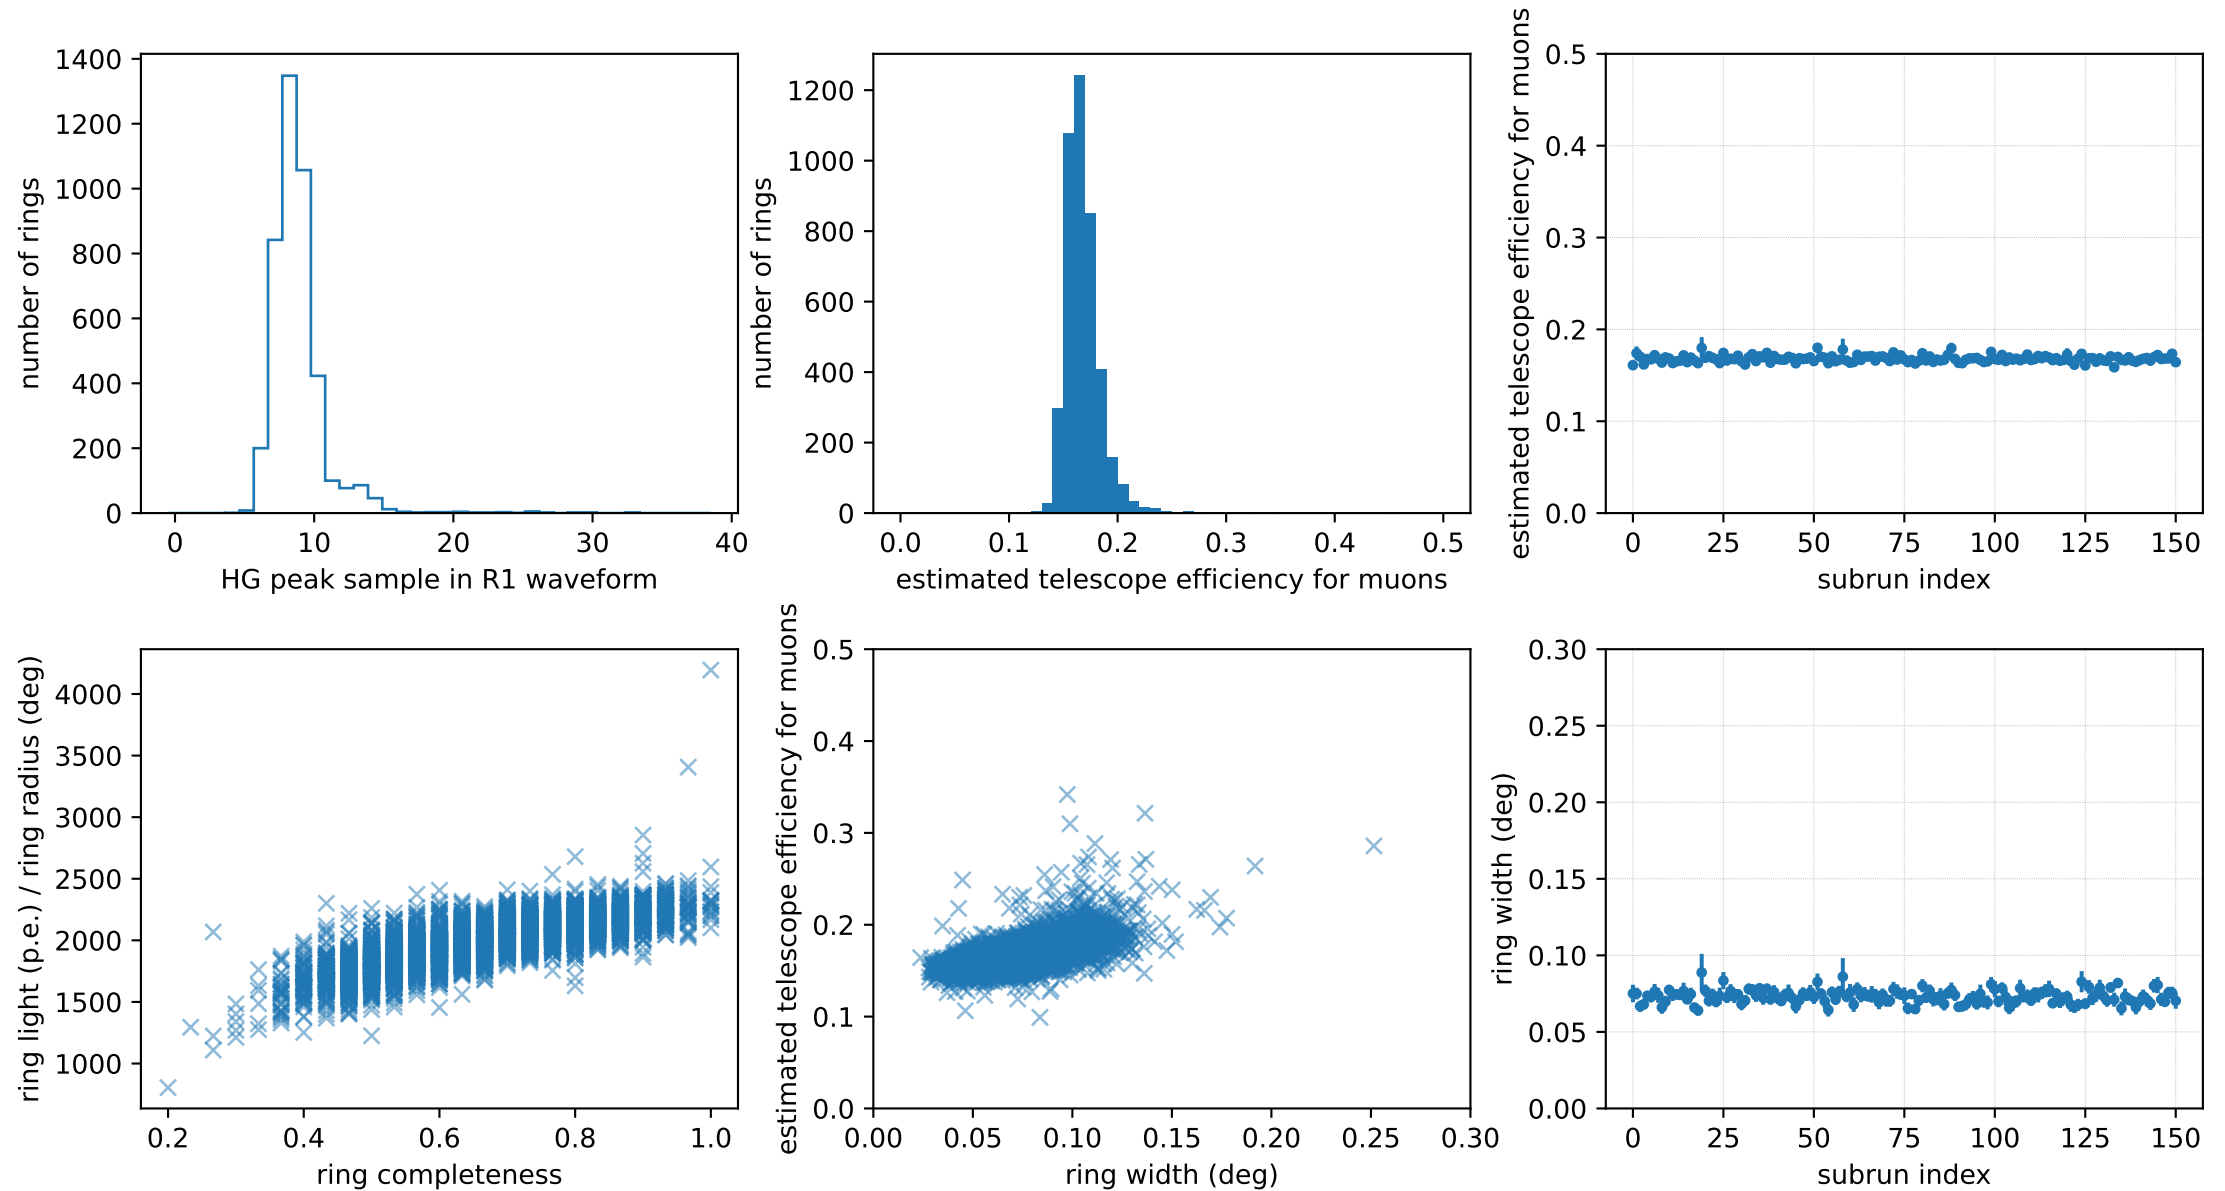 1400
1200
1000
800
600
400
200
0
number of rings
0 10 20 30 40
HG peak sample in R1 waveform
1200
1000
800
600
400
200
0
number of rings
0.0 0.1 0.2 0.3 0.4 0.5
estimated telescope efficiency for muons
0.5
0.4
0.3
0.2
0.1
0.0
estimated telescope efficiency for muons
0 25 50 75 100 125 150
subrun index
4000
3500
3000
2500
2000
1500
1000
ring light (p.e.) / ring radius (deg)
0.2 0.4 0.6 0.8 1.0
ring completeness
0.5
0.4
0.3
0.2
0.1
0.0
estimated telescope efficiency for muons
0.00 0.05 0.10 0.15 0.20 0.25 0.30
ring width (deg)
0.30
0.25
0.20
0.15
0.10
0.05
0.00
ring width (deg)
0 25 50 75 100 125 150
subrun index